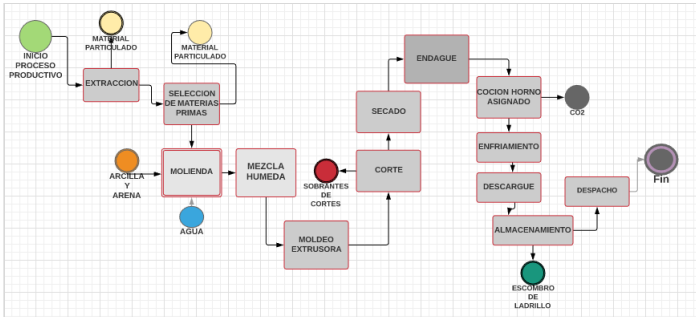 INICIO
PROCESO
PRODUCTIVO
MATERIAL
PARTICULADO
EXTRACCION
MATERIAL
PARTICULADO
SELECCION
DE MATERIAS
PRIMAS
ARCILLA
Y
ARENA
MOLIENDA
AGUA
MEZCLA
HUMEDA
MOLDEO
EXTRUSORA
SOBRANTES
DE
CORTES
CORTE
SECADO
ENDAGUE
COCION HORNO
ASIGNADO
CO2
ENFRIAMIENTO
DESCARGUE
ALMACENAMIENTO
ESCOMBRO
DE
LADRILLO
DESPACHO
Fin